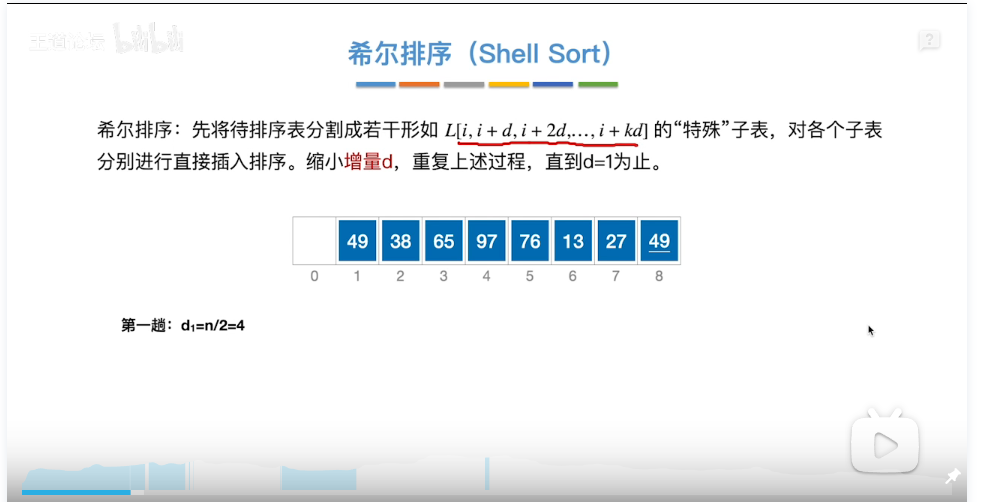 王道论坛 bilibili
希尔排序（Shell Sort）
希尔排序：先将待排序表分割成若干形如 L[i, i + d, i + 2d,…, i + kd] 的“特殊”子表，对各个子表
分别进行直接插入排序。缩小增量d，重复上述过程，直到d=1为止。
49 38 65 97 76 13 27 49
0 1 2 3 4 5 6 7 8
第一趟：d₁=n/2=4
?